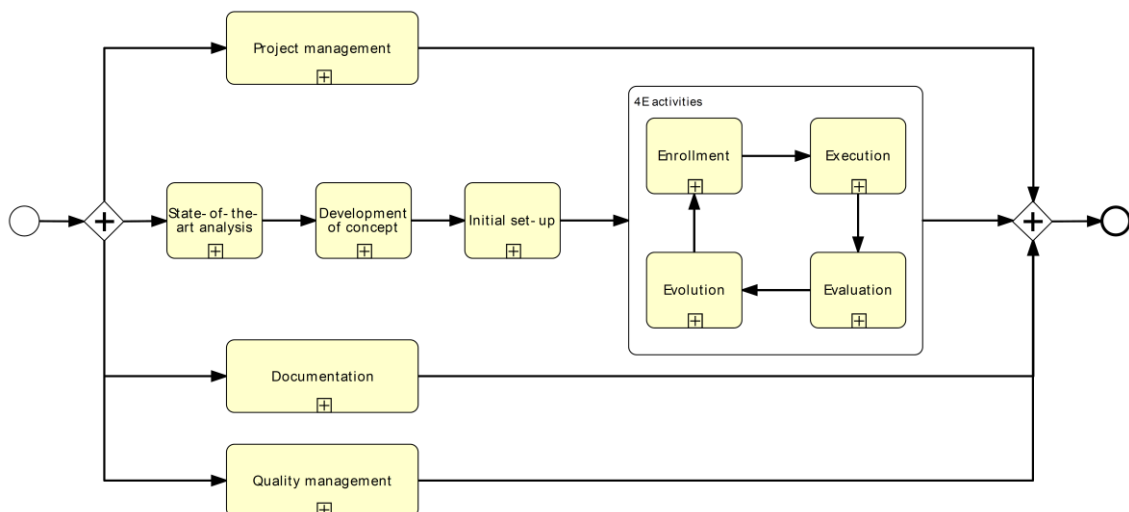 Project management
4E activities
Enrollment
Execution
State- of- the-
art analysis
Development
of concept
Initial set- up
Evolution
Evaluation
Documentation
Quality management